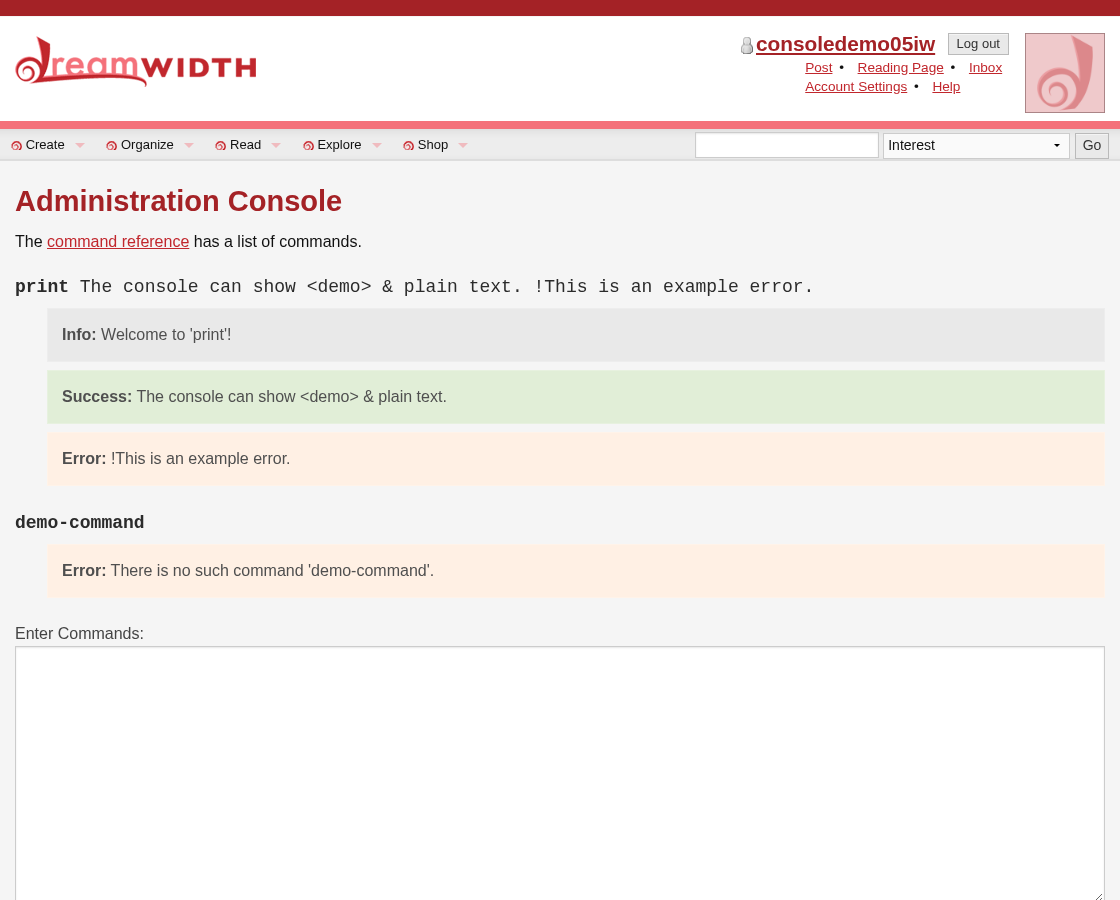 dreamwidth
consoledemo05iw Log out
Post • Reading Page • Inbox
Account Settings • Help
Create Organize Read Explore Shop Interest Go
Administration Console
The command reference has a list of commands.
print The console can show <demo> & plain text. !This is an example error.
Info: Welcome to 'print'!
Success: The console can show <demo> & plain text.
Error: !This is an example error.
demo-command
Error: There is no such command 'demo-command'.
Enter Commands: